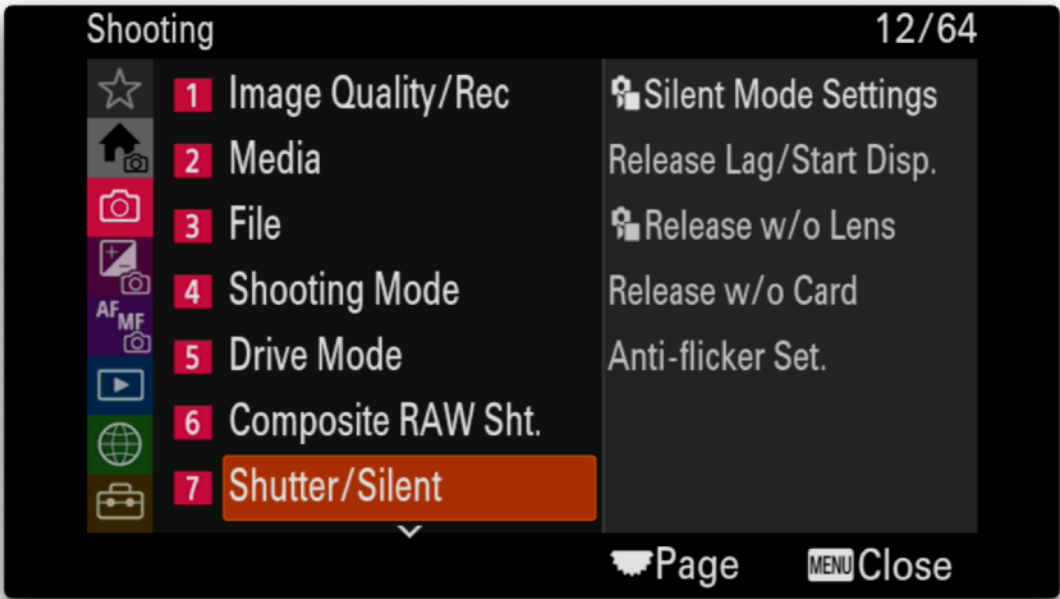 Shooting 12/64
1 Image Quality/Rec
2 Media
3 File
4 Shooting Mode
5 Drive Mode
6 Composite RAW Sht.
7 Shutter/Silent
AF MF
Silent Mode Settings
Release Lag/Start Disp.
Release w/o Lens
Release w/o Card
Anti-flicker Set.
Page MENU Close